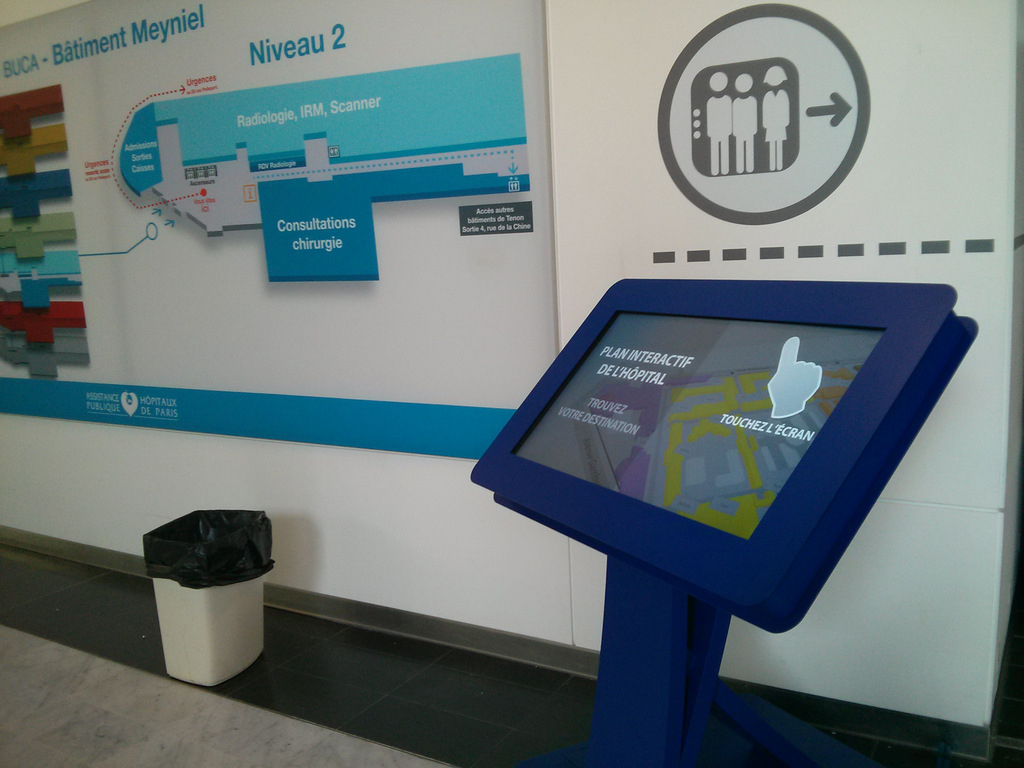 BUCA - Bâtiment Meyniel
Niveau 2
Urgences
Radiologie, IRM, Scanner
Admissions
Sorties
Caisses
Urgences
RDV Radiologie
Ascenseurs
Vous êtes
ICI
Consultations
chirurgie
Accès autres
bâtiments de Tenon
Sortie 4, rue de la Chine
ASSISTANCE
PUBLIQUE
HÔPITAUX
DE PARIS
PLAN INTERACTIF
DE L'HÔPITAL
TROUVEZ
VOTRE DESTINATION
TOUCHEZ L'ÉCRAN